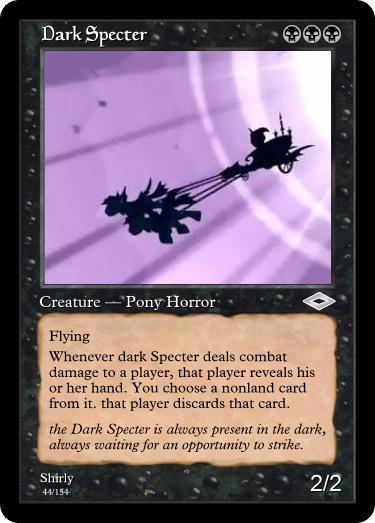 Dark Specter
Creature — Pony Horror
Flying
Whenever dark Specter deals combat
damage to a player, that player reveals his
or her hand. You choose a nonland card
from it. that player discards that card.
the Dark Specter is always present in the dark,
always waiting for an opportunity to strike.
Shirly
44/154
2/2